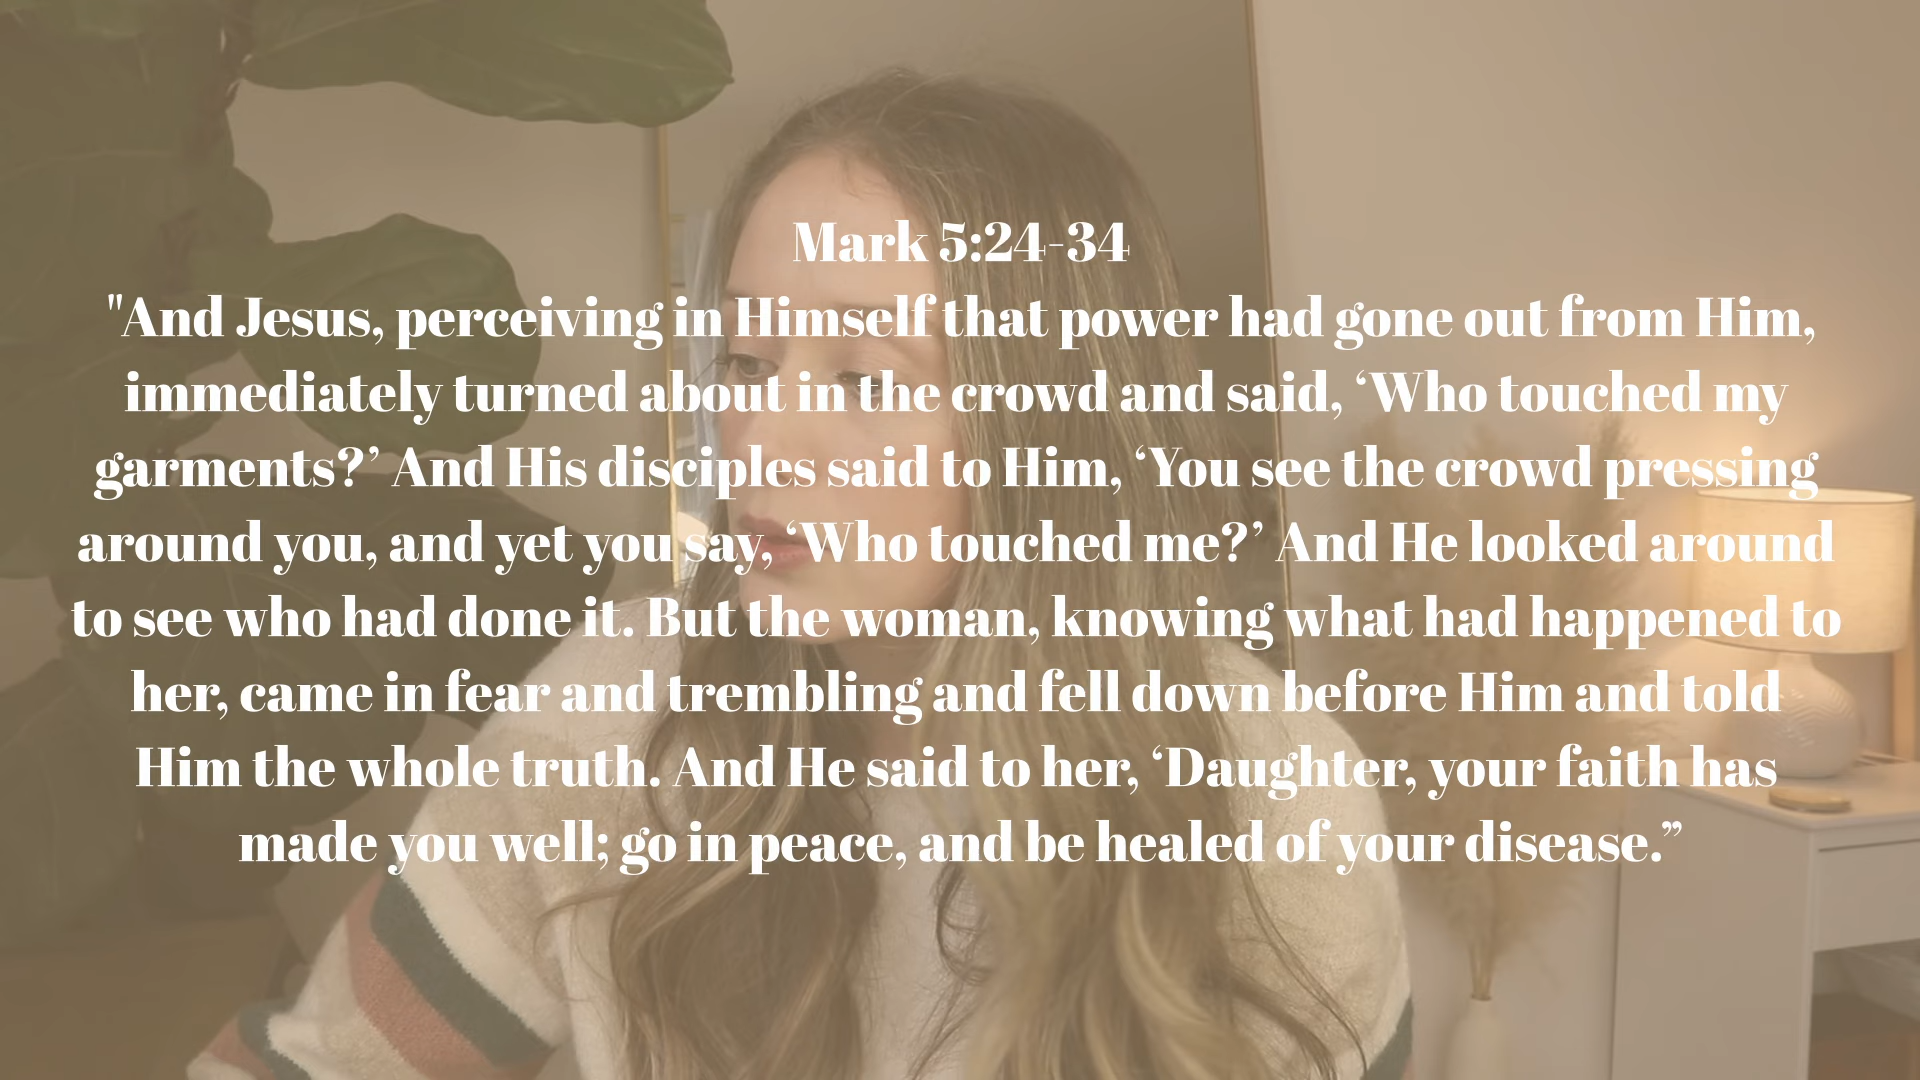 Mark 5:24-34
"And Jesus, perceiving in Himself that power had gone out from Him,
immediately turned about in the crowd and said, ‘Who touched my
garments?’ And His disciples said to Him, ‘You see the crowd pressing
around you, and yet you say, ‘Who touched me?’ And He looked around
to see who had done it. But the woman, knowing what had happened to
her, came in fear and trembling and fell down before Him and told
Him the whole truth. And He said to her, ‘Daughter, your faith has
made you well; go in peace, and be healed of your disease.”